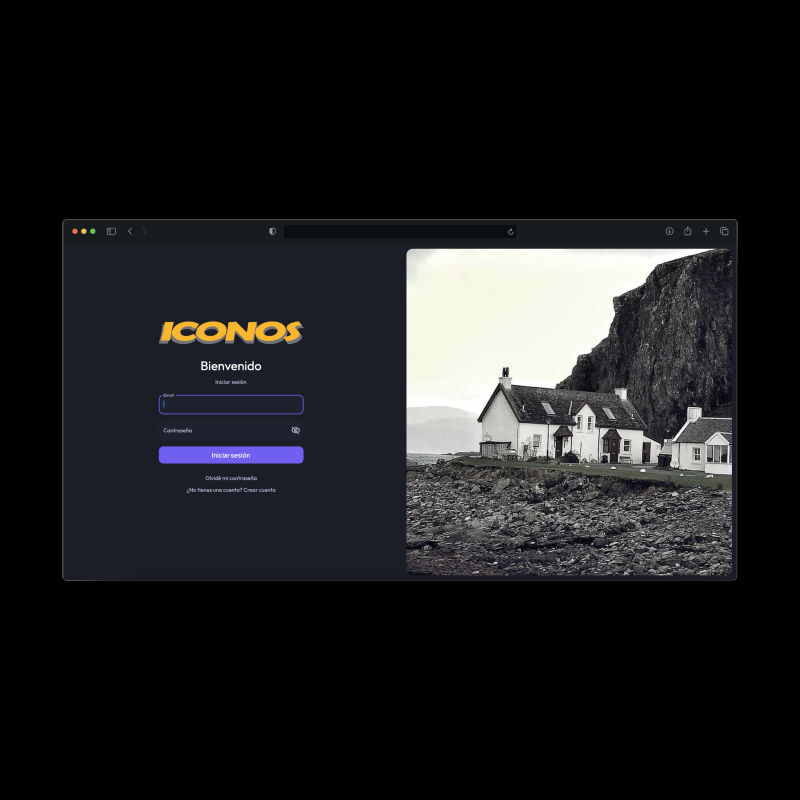 ICONOS
Bienvenido
Iniciar sesión
Email
Contraseña
Iniciar sesión
Olvidé mi contraseña
¿No tienes una cuenta? Crear cuenta